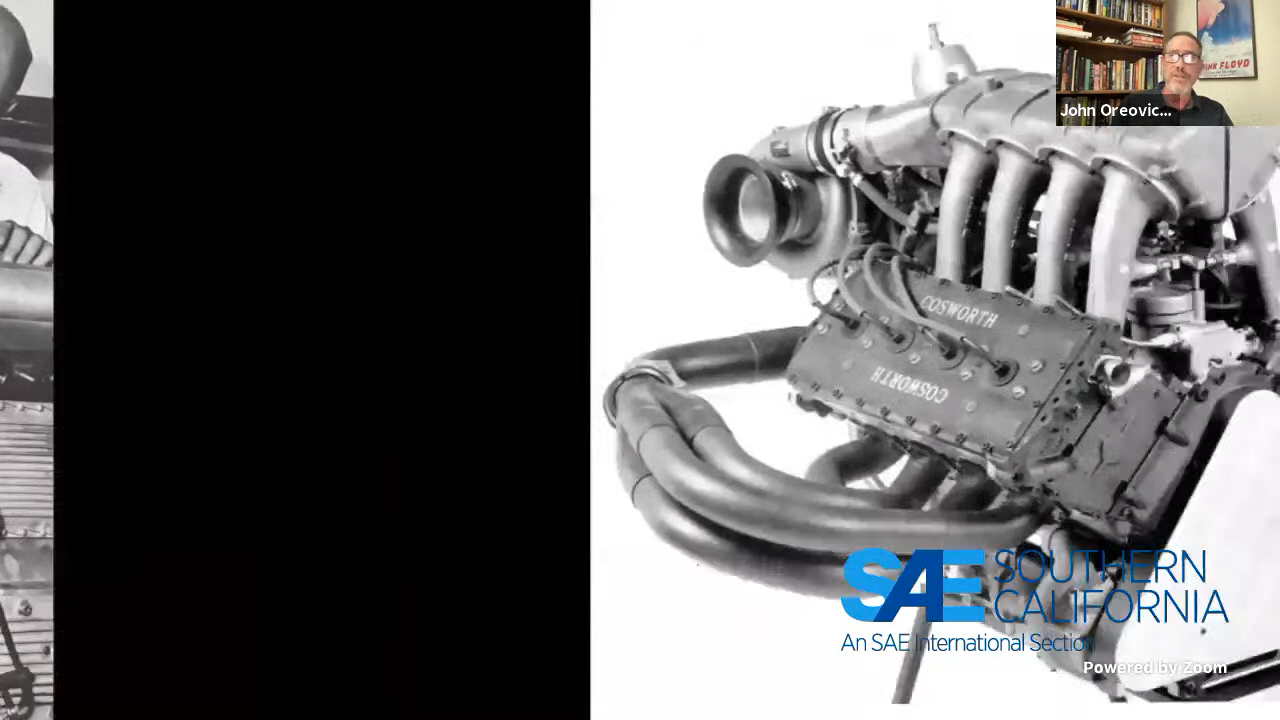 PINK FLOYD
John Oreovic...
COSWORTH
COSWORTH
SAE SOUTHERN
CALIFORNIA
An SAE International Section
Powered by Zoom